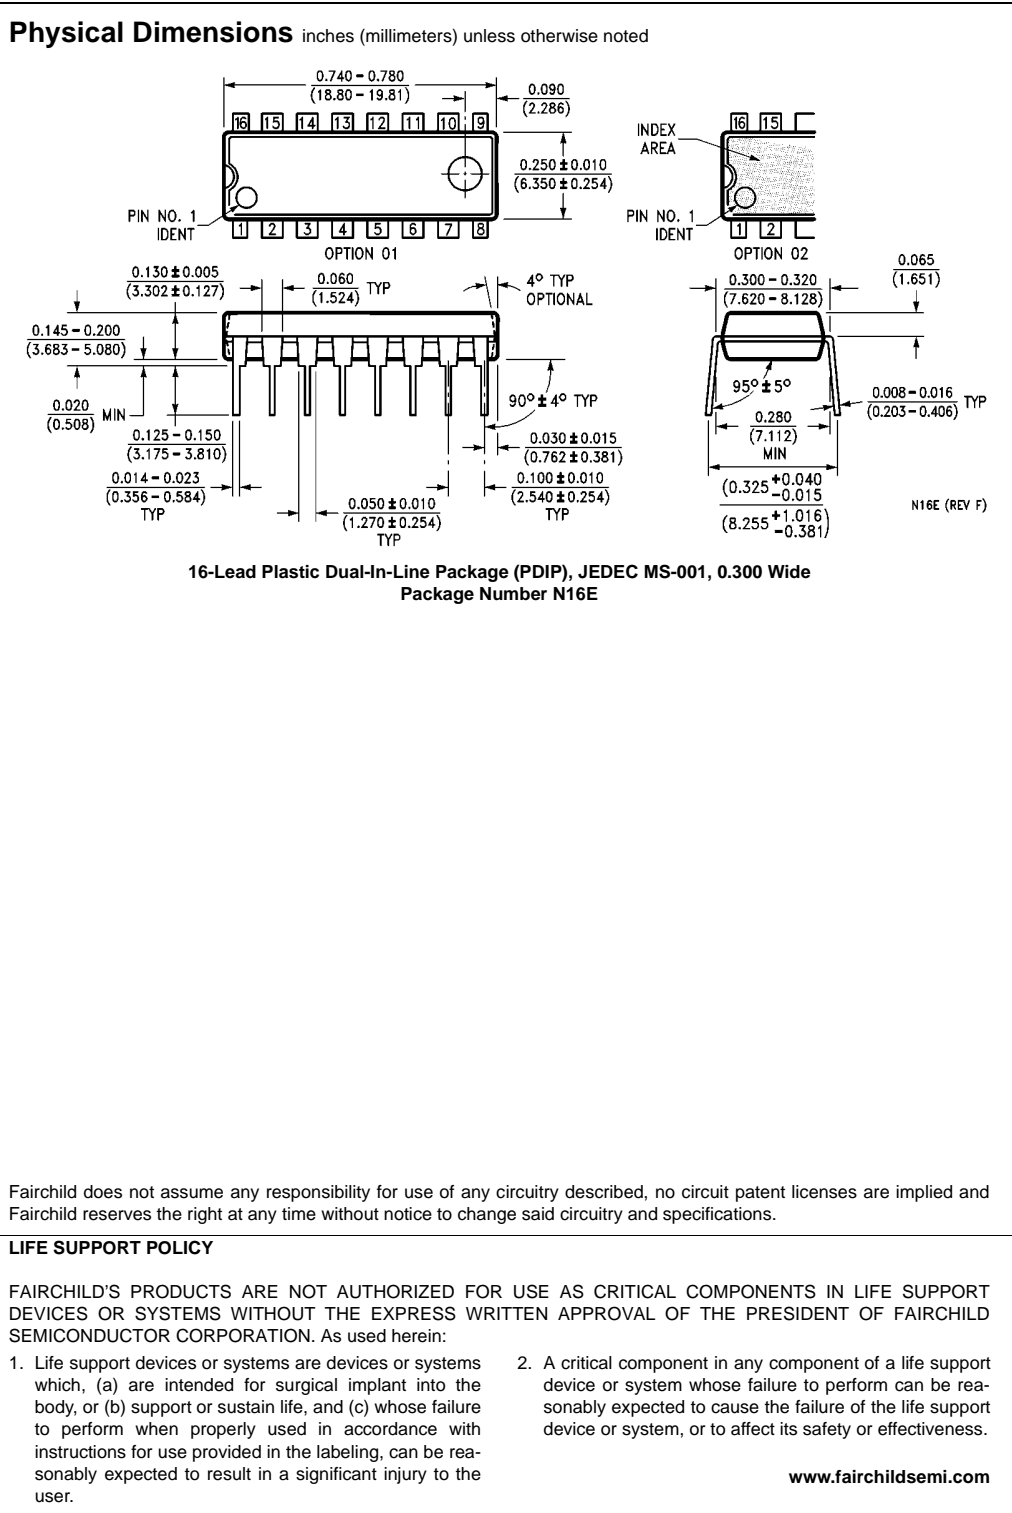 Physical Dimensions inches (millimeters) unless otherwise noted
0.740 – 0.780
(18.80 – 19.81)
0.090
(2.286)
16 15 14 13 12 11 10 9
16 15
INDEX
AREA
0.250 ± 0.010
(6.350 ± 0.254)
PIN NO. 1
IDENT
PIN NO. 1
IDENT
1 2 3 4 5 6 7 8
1 2
OPTION 01
OPTION 02
0.130 ± 0.005
(3.302 ± 0.127)
0.060
(1.524)
TYP
4° TYP
OPTIONAL
0.300 – 0.320
(7.620 – 8.128)
0.065
(1.651)
0.145 – 0.200
(3.683 – 5.080)
0.020
(0.508)
MIN
90° ± 4° TYP
95° ± 5°
0.008 – 0.016
(0.203 – 0.406)
TYP
0.125 – 0.150
(3.175 – 3.810)
0.030 ± 0.015
(0.762 ± 0.381)
0.280
(7.112)
MIN
0.014 – 0.023
(0.356 – 0.584)
TYP
0.050 ± 0.010
(1.270 ± 0.254)
TYP
0.100 ± 0.010
(2.540 ± 0.254)
TYP
(0.325 +0.040
–0.015
(8.255 +1.016
–0.381)
N16E (REV F)
16-Lead Plastic Dual-In-Line Package (PDIP), JEDEC MS-001, 0.300 Wide
Package Number N16E
Fairchild does not assume any responsibility for use of any circuitry described, no circuit patent licenses are implied and
Fairchild reserves the right at any time without notice to change said circuitry and specifications.
LIFE SUPPORT POLICY
FAIRCHILD'S PRODUCTS ARE NOT AUTHORIZED FOR USE AS CRITICAL COMPONENTS IN LIFE SUPPORT
DEVICES OR SYSTEMS WITHOUT THE EXPRESS WRITTEN APPROVAL OF THE PRESIDENT OF FAIRCHILD
SEMICONDUCTOR CORPORATION. As used herein:
1. Life support devices or systems are devices or systems
which, (a) are intended for surgical implant into the
body, or (b) support or sustain life, and (c) whose failure
to perform when properly used in accordance with
instructions for use provided in the labeling, can be rea-
sonably expected to result in a significant injury to the
user.
2. A critical component in any component of a life support
device or system whose failure to perform can be rea-
sonably expected to cause the failure of the life support
device or system, or to affect its safety or effectiveness.
www.fairchildsemi.com